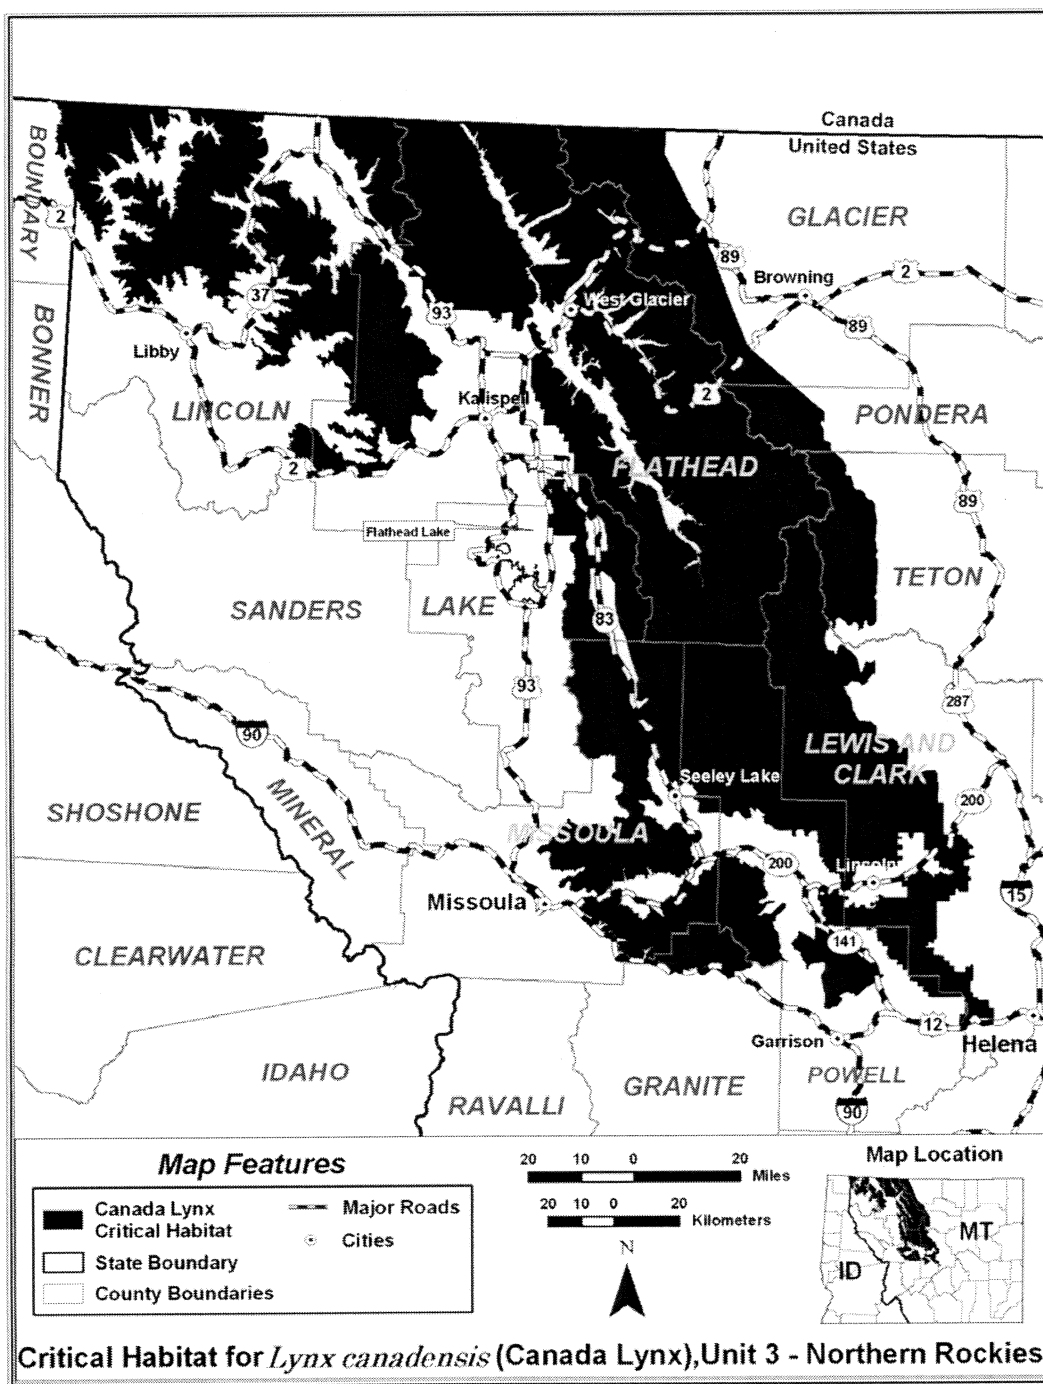 Canada
United States
BOUNDARY
GLACIER
2
89
Browning
2
37
93
West Glacier
89
BONNER
Libby
Kalispell
2
LINCOLN
PONDERA
2
FLATHEAD
89
Flathead Lake
TETON
SANDERS
LAKE
83
93
287
90
LEWIS AND
CLARK
Seeley Lake
200
SHOSHONE
MINERAL
MISSOULA
200
Lincoln
15
Missoula
141
CLEARWATER
12
Garrison
Helena
IDAHO
GRANITE
POWELL
RAVALLI
90
Map Features
Canada Lynx
Critical Habitat
Major Roads
Cities
State Boundary
County Boundaries
20 10 0 20
Miles
20 10 0 20
Kilometers
N
Map Location
MT
ID
Critical Habitat for Lynx canadensis (Canada Lynx),Unit 3 - Northern Rockies